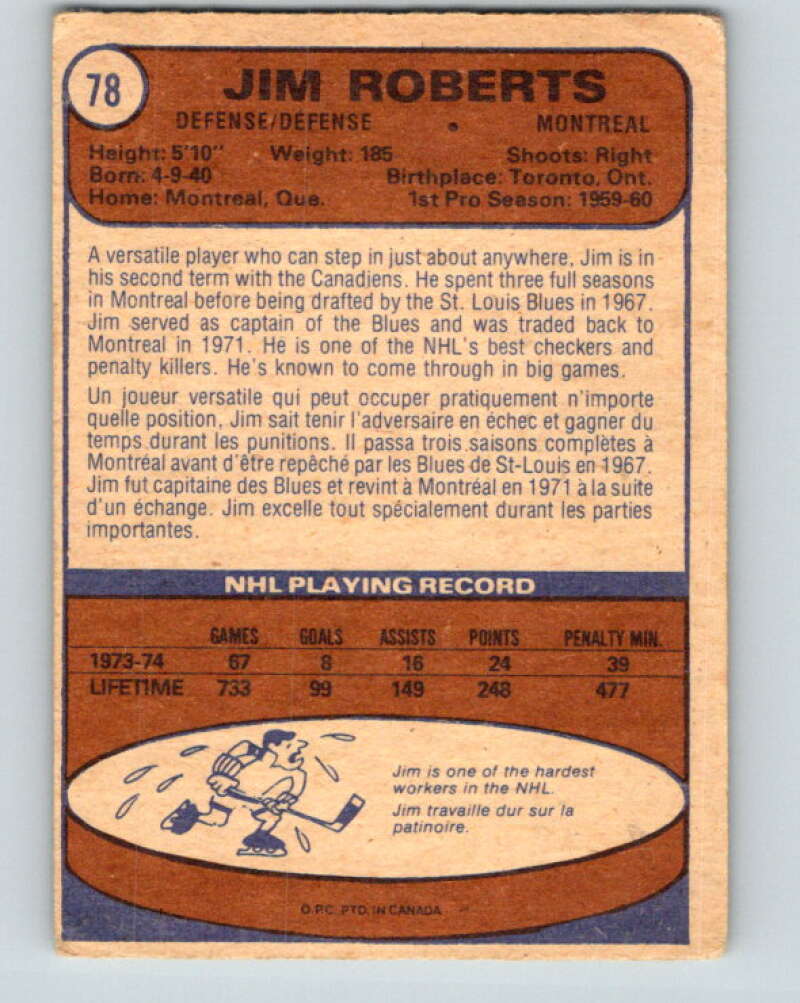 78
JIM ROBERTS
DEFENSE/DÉFENSE • MONTREAL
Height: 5'10" Weight: 185 Shoots: Right
Born: 4-9-40 Birthplace: Toronto, Ont.
Home: Montreal, Que. 1st Pro Season: 1959-60
A versatile player who can step in just about anywhere, Jim is in
his second term with the Canadiens. He spent three full seasons
in Montreal before being drafted by the St. Louis Blues in 1967.
Jim served as captain of the Blues and was traded back to
Montreal in 1971. He is one of the NHL's best checkers and
penalty killers. He's known to come through in big games.
Un joueur versatile qui peut occuper pratiquement n'importe
quelle position, Jim sait tenir l'adversaire en échec et gagner du
temps durant les punitions. Il passa trois saisons complètes à
Montréal avant d'être repêché par les Blues de St-Louis en 1967.
Jim fut capitaine des Blues et revint à Montréal en 1971 à la suite
d'un échange. Jim excelle tout spécialement durant les parties
importantes.
NHL PLAYING RECORD
GAMES GOALS ASSISTS POINTS PENALTY MIN.
1973-74 67 8 16 24 39
LIFETIME 733 99 149 248 477
Jim is one of the hardest
workers in the NHL.
Jim travaille dur sur la
patinoire.
O.P.C. PTD. IN CANADA